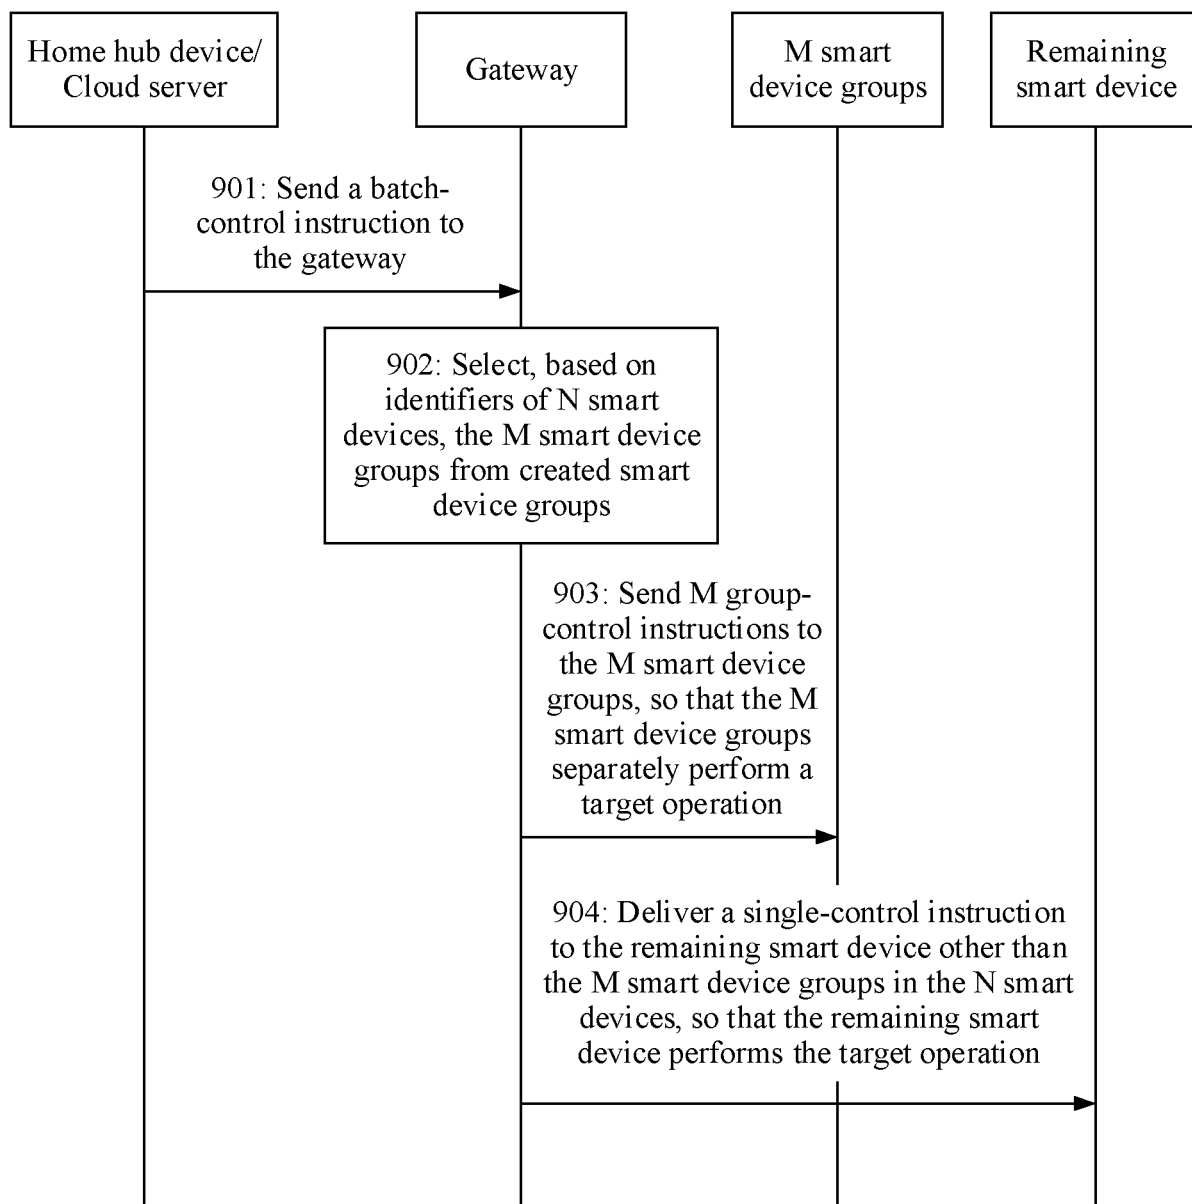 Home hub device/
Cloud server
Gateway
M smart
device groups
Remaining
smart device
901: Send a batch-
control instruction to
the gateway
902: Select, based on
identifiers of N smart
devices, the M smart device
groups from created smart
device groups
903: Send M group-
control instructions to
the M smart device
groups, so that the M
smart device groups
separately perform a
target operation
904: Deliver a single-control instruction
to the remaining smart device other than
the M smart device groups in the N smart
devices, so that the remaining smart
device performs the target operation